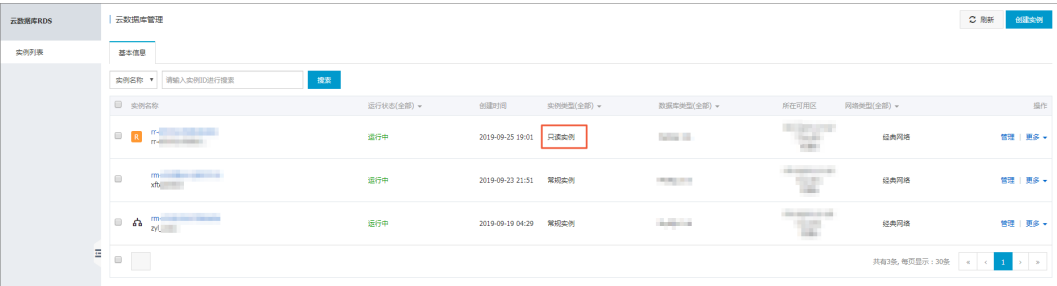 云数据库RDS
云数据库管理
刷新
创建实例
实例列表
基本信息
实例名称
请输入实例ID进行搜索
搜索
实例名称 运行状态(全部) 创建时间 实例类型(全部) 数据库类型(全部) 所在可用区 网络类型(全部) 操作
R rr-
rr- 运行中 2019-09-25 19:01 只读实例 经典网络 管理 | 更多
rm-
xftx 运行中 2019-09-23 21:51 常规实例 经典网络 管理 | 更多
rm-
zyl_ 运行中 2019-09-19 04:29 常规实例 经典网络 管理 | 更多
共有3条, 每页显示：30条 « ‹ 1 › »